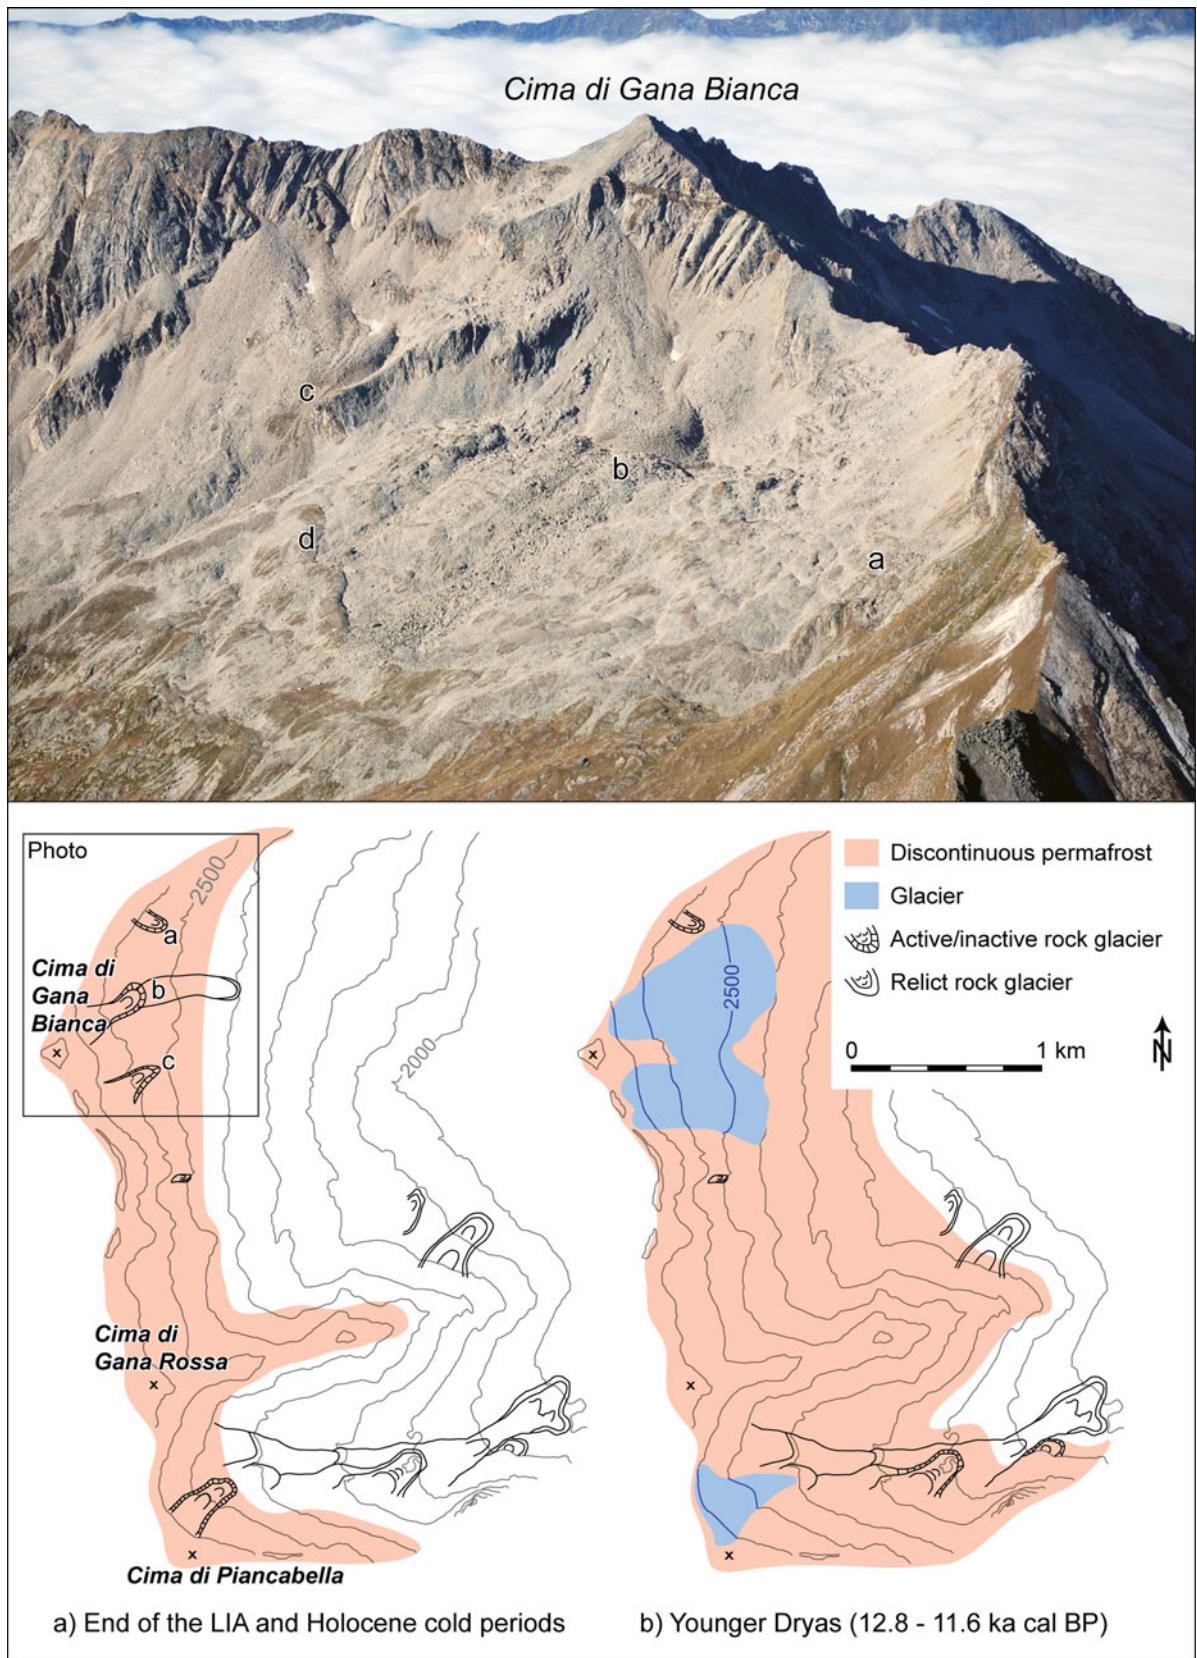 Cima di Gana Bianca
c
b
d
a
Photo
2500
a
Cima di
Gana
Bianca
b
c
x
2000
Cima di
Gana Rossa
x
x
Cima di Piancabella
a) End of the LIA and Holocene cold periods
2500
x
x
x
Discontinuous permafrost
Glacier
Active/inactive rock glacier
Relict rock glacier
0 1 km
N
b) Younger Dryas (12.8 - 11.6 ka cal BP)